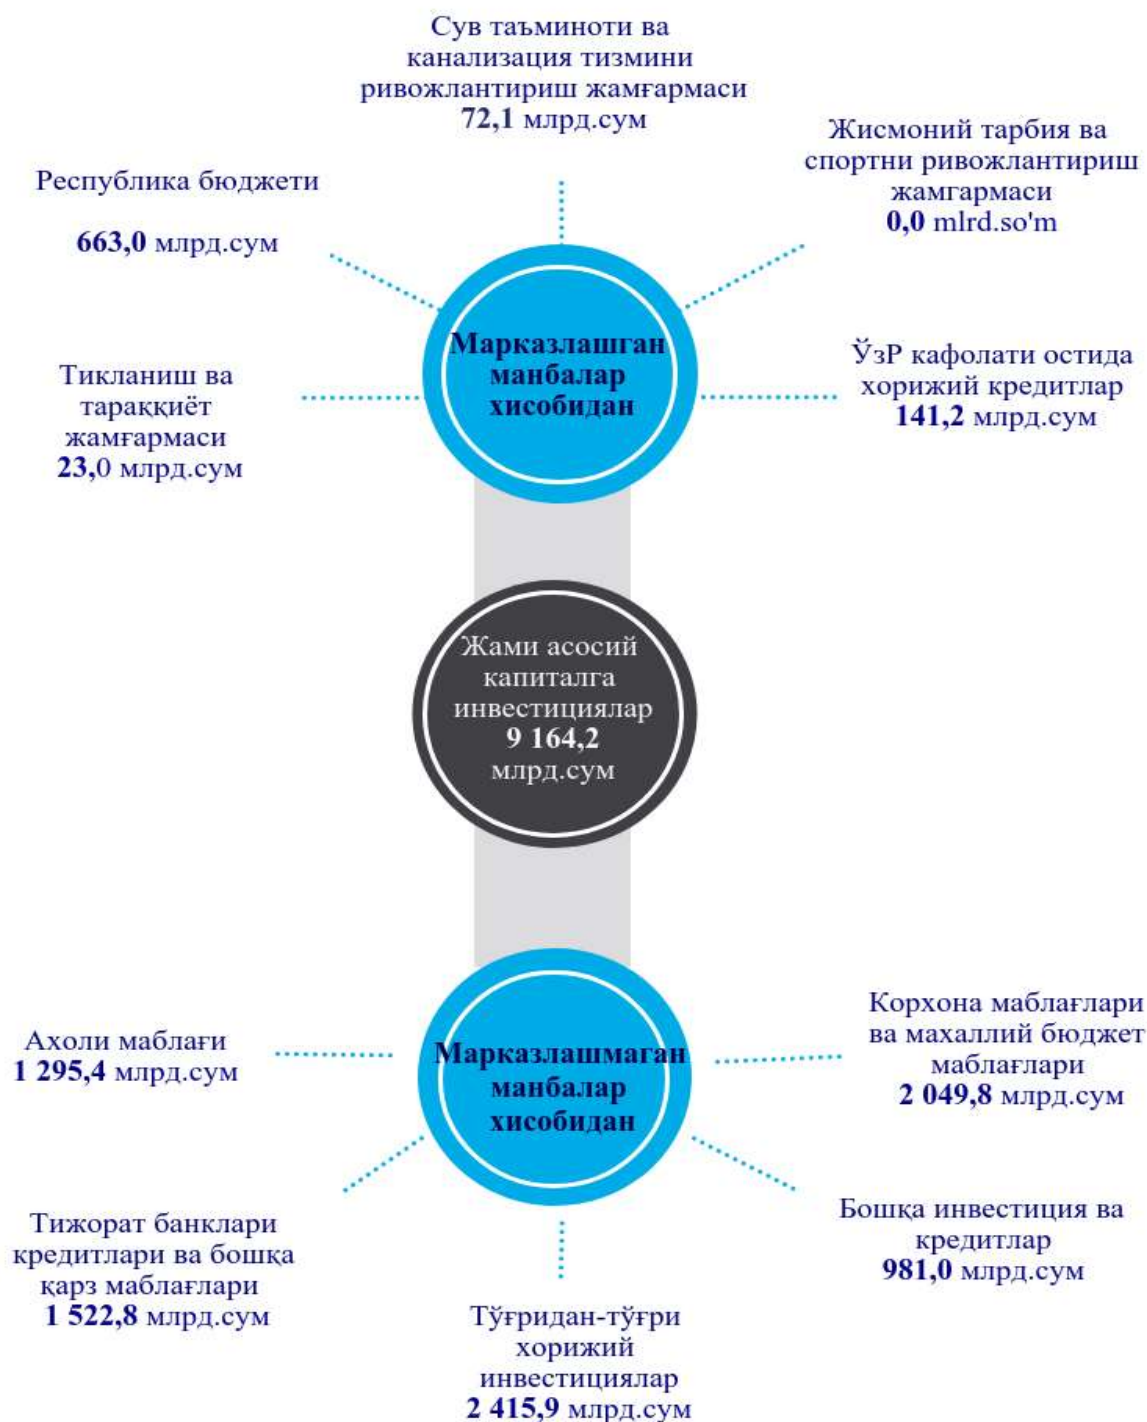 Сув таъминоти ва
канализация тизмини
ривожлантириш жамғармаси
72,1 млрд.сум
Жисмоний тарбия ва
спортни ривожлантириш
жамгармаси
0,0 mlrd.so'm
Республика бюджети
663,0 млрд.сум
Марказлашган
манбалар
хисобидан
Тикланиш ва
тараққиёт
жамғармаси
23,0 млрд.сум
ЎзР кафолати остида
хорижий кредитлар
141,2 млрд.сум
Жами асосий
капиталга
инвестициялар
9 164,2
млрд.сум
Марказлашмаган
манбалар
хисобидан
Ахоли маблағи
1 295,4 млрд.сум
Корхона маблағлари
ва махаллий бюджет
маблағлари
2 049,8 млрд.сум
Тижорат банклари
кредитлари ва бошқа
қарз маблағлари
1 522,8 млрд.сум
Бошқа инвестиция ва
кредитлар
981,0 млрд.сум
Тўғридан-тўғри
хорижий
инвестициялар
2 415,9 млрд.сум